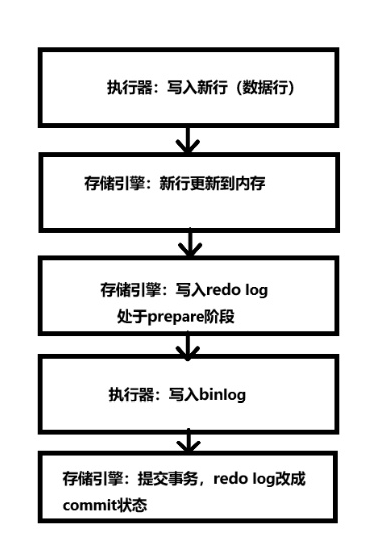 执行器：写入新行（数据行）
存储引擎：新行更新到内存
存储引擎：写入redo log
处于prepare阶段
执行器：写入binlog
存储引擎：提交事务，redo log改成
commit状态